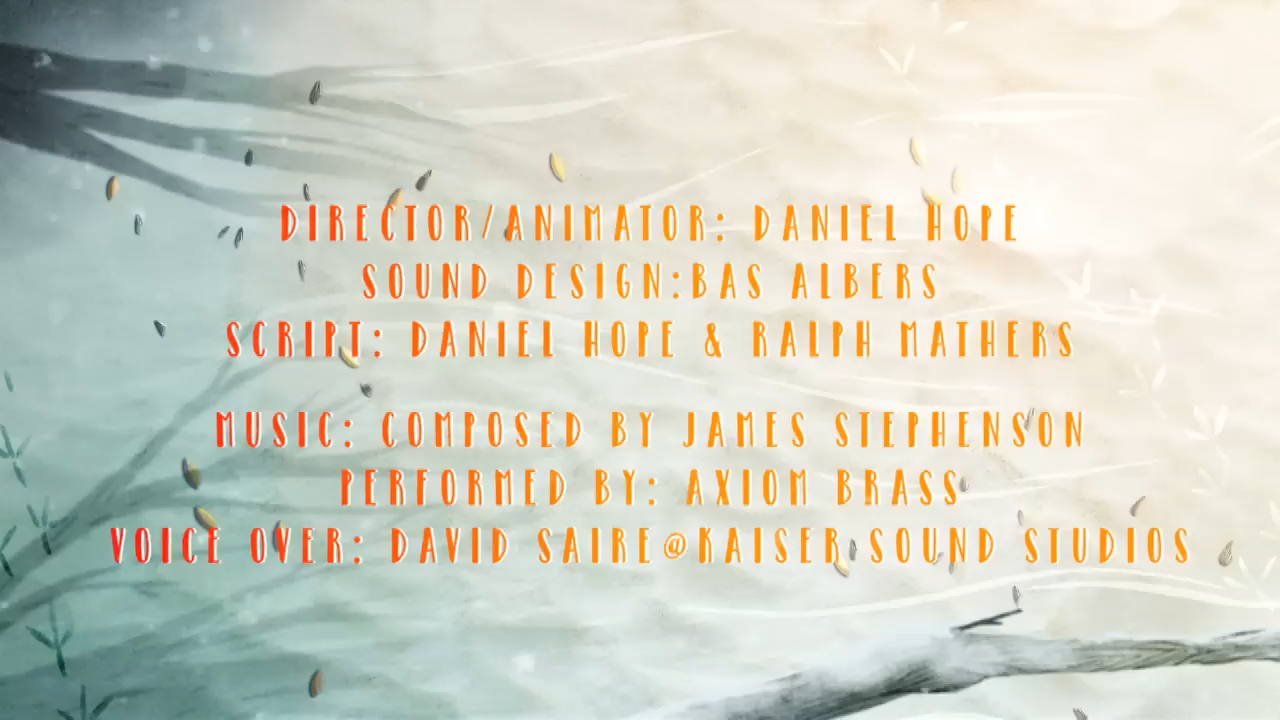 DIRECTOR/ANIMATOR: DANIEL HOPE
SOUND DESIGN:BAS ALBERS
SCRIPT: DANIEL HOPE & RALPH MATHERS
MUSIC: COMPOSED BY JAMES STEPHENSON
PERFORMED BY: AXIOM BRASS
VOICE OVER: DAVID SAIRE@KAISER SOUND STUDIOS